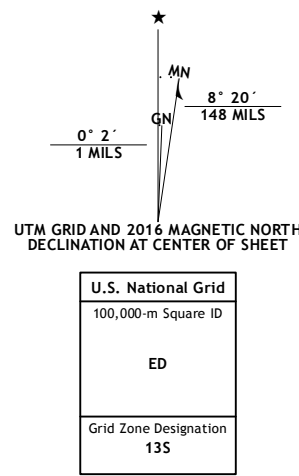 MN
GN
8° 20´
148 MILS
0° 2´
1 MILS
UTM GRID AND 2016 MAGNETIC NORTH
DECLINATION AT CENTER OF SHEET
U.S. National Grid
100,000-m Square ID
ED
Grid Zone Designation
13S